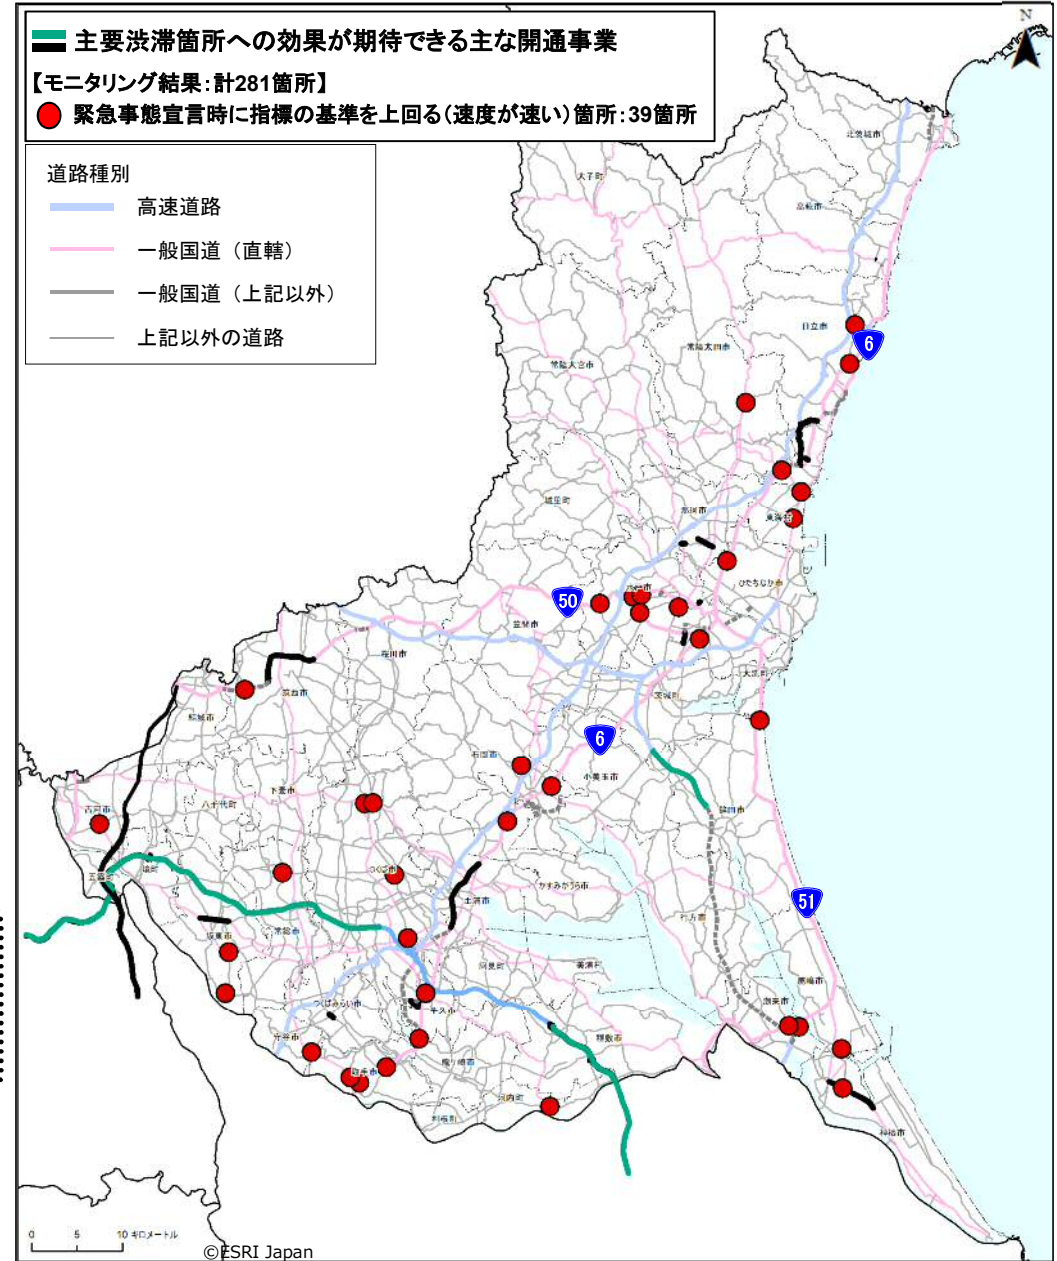 主要渋滞箇所への効果が期待できる主な開通事業
【モニタリング結果：計281箇所】
緊急事態宣言時に指標の基準を上回る（速度が速い）箇所：39箇所
N
道路種別
高速道路
一般国道（直轄）
一般国道（上記以外）
上記以外の道路
北茨城市
大子町
高萩市
日立市
6
常陸太田市
常陸大宮市
城里町
那珂市
東海村
ひたちなか市
水戸市
50
笠間市
桜川市
大洗町
茨城町
筑西市
結城市
6
石岡市
小美玉市
下妻市
八千代町
古河市
鉾田市
五霞町
境町
つくば市
かすみがうら市
土浦市
51
行方市
坂東市
常総市
阿見町
美浦村
鹿嶋市
潮来市
つくばみらい市
牛久市
稲敷市
守谷市
龍ケ崎市
取手市
河内町
利根町
神栖市
0 5 10 キロメートル
©ESRI Japan